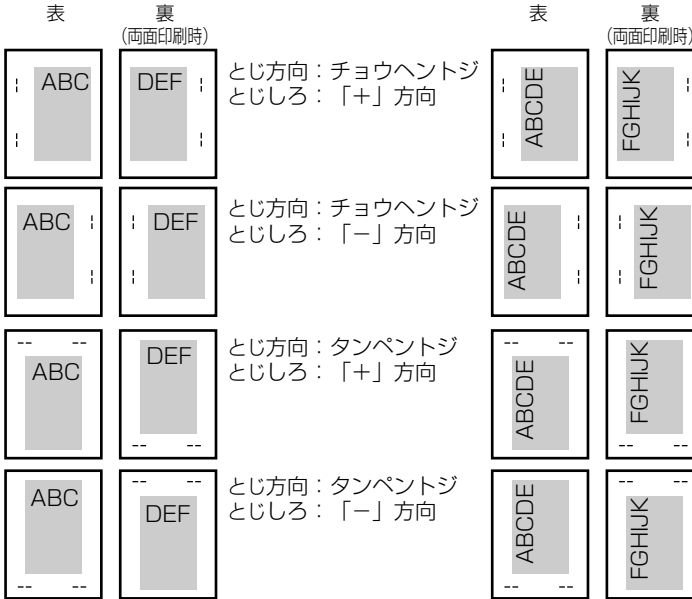 表
裏
(両面印刷時)
表
裏
(両面印刷時)
ABC
DEF
とじ方向：チョウヘントジ
とじしろ：「＋」方向
ABCDE
FGHIJK
ABC
DEF
とじ方向：チョウヘントジ
とじしろ：「－」方向
ABCDE
FGHIJK
ABC
DEF
とじ方向：タンペントジ
とじしろ：「＋」方向
ABCDE
FGHIJK
ABC
DEF
とじ方向：タンペントジ
とじしろ：「－」方向
ABCDE
FGHIJK